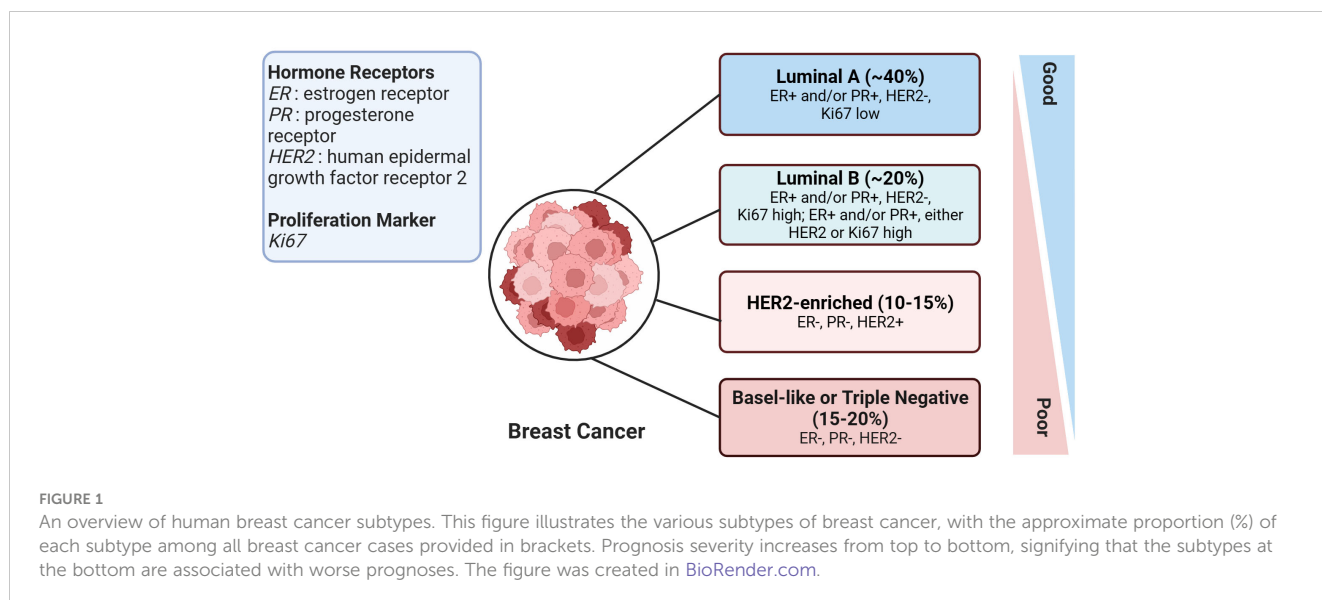 Hormone Receptors
ER : estrogen receptor
PR : progesterone
receptor
HER2 : human epidermal
growth factor receptor 2
Proliferation Marker
Ki67
Breast Cancer
Luminal A (~40%)
ER+ and/or PR+, HER2-,
Ki67 low
Luminal B (~20%)
ER+ and/or PR+, HER2-,
Ki67 high; ER+ and/or PR+, either
HER2 or Ki67 high
HER2-enriched (10-15%)
ER-, PR-, HER2+
Basel-like or Triple Negative
(15-20%)
ER-, PR-, HER2-
Good
Poor
FIGURE 1
An overview of human breast cancer subtypes. This figure illustrates the various subtypes of breast cancer, with the approximate proportion (%) of
each subtype among all breast cancer cases provided in brackets. Prognosis severity increases from top to bottom, signifying that the subtypes at
the bottom are associated with worse prognoses. The figure was created in BioRender.com.